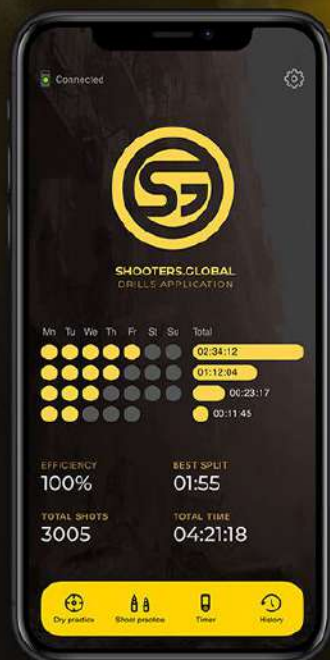 Connected
SG
SHOOTERS.GLOBAL
DRILLS APPLICATION
Mn Tu We Th Fr St Su Total
02:34:12
01:12:04
00:23:17
00:11:45
EFFICIENCY BEST SPLIT
100% 01:55
TOTAL SHOTS TOTAL TIME
3005 04:21:18
Dry practice Shoot practice Timer History